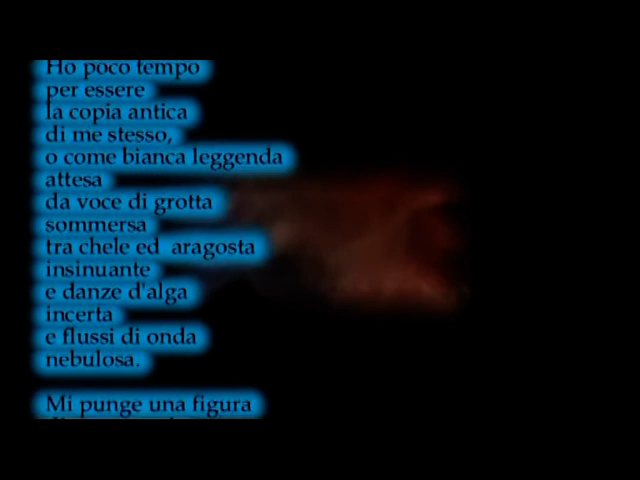 Ho poco tempo
per essere
la copia antica
di me stesso,
o come bianca leggenda
attesa
da voce di grotta
sommersa
tra chele ed aragosta
insinuante
e danze d'alga
incerta
e flussi di onda
nebulosa.
Mi punge una figura